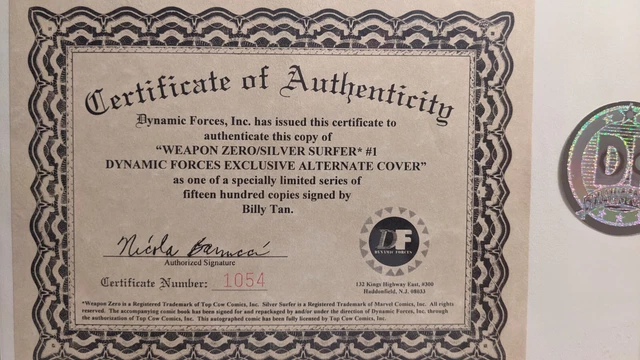 Certificate of Authenticity
Dynamic Forces, Inc. has issued this certificate to
authenticate this copy of
“WEAPON ZERO/SILVER SURFER* #1
DYNAMIC FORCES EXCLUSIVE ALTERNATE COVER”
as one of a specially limited series of
fifteen hundred copies signed by
Billy Tan.
Authorized Signature
Certificate Number: 1054
DF
DYNAMIC FORCES
132 Kings Highway East, #300
Haddonfield, N.J. 08033
*Weapon Zero is a Registered Trademark of Top Cow Comics, Inc. Silver Surfer is a Registered Trademark of Marvel Comics, Inc. All rights
reserved. The accompanying comic book has been signed for and repackaged by and/or under the direction of Dynamic Forces, Inc. through
the authorization of Top Cow Comics, Inc. This autographed comic has been fully licensed by Top Cow Comics, Inc.